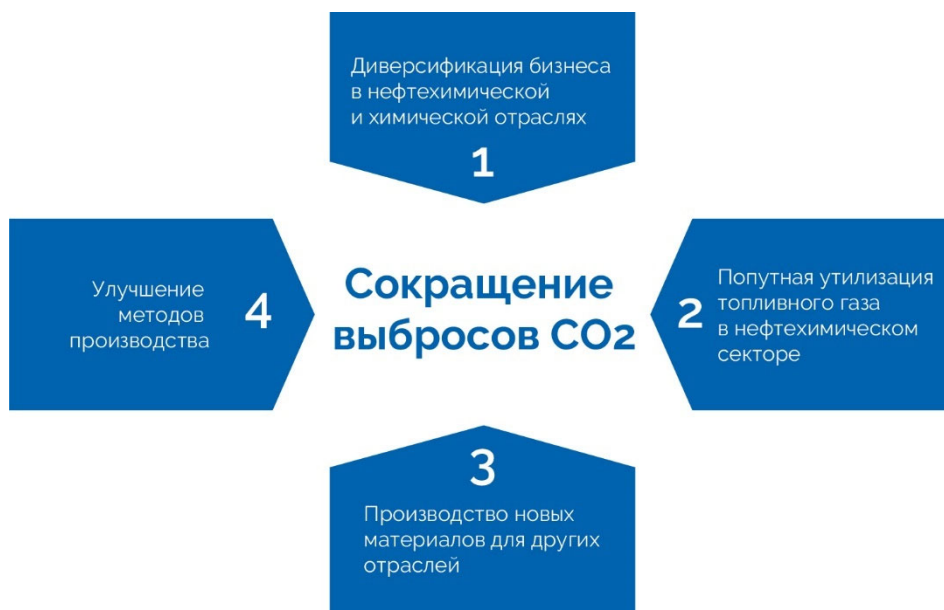 Диверсификация бизнеса
в нефтехимической
и химической отраслях
1
Сокращение
выбросов СО2
2
Попутная утилизация
топливного газа
в нефтехимическом
секторе
3
Производство новых
материалов для других
отраслей
Улучшение
методов
производства
4